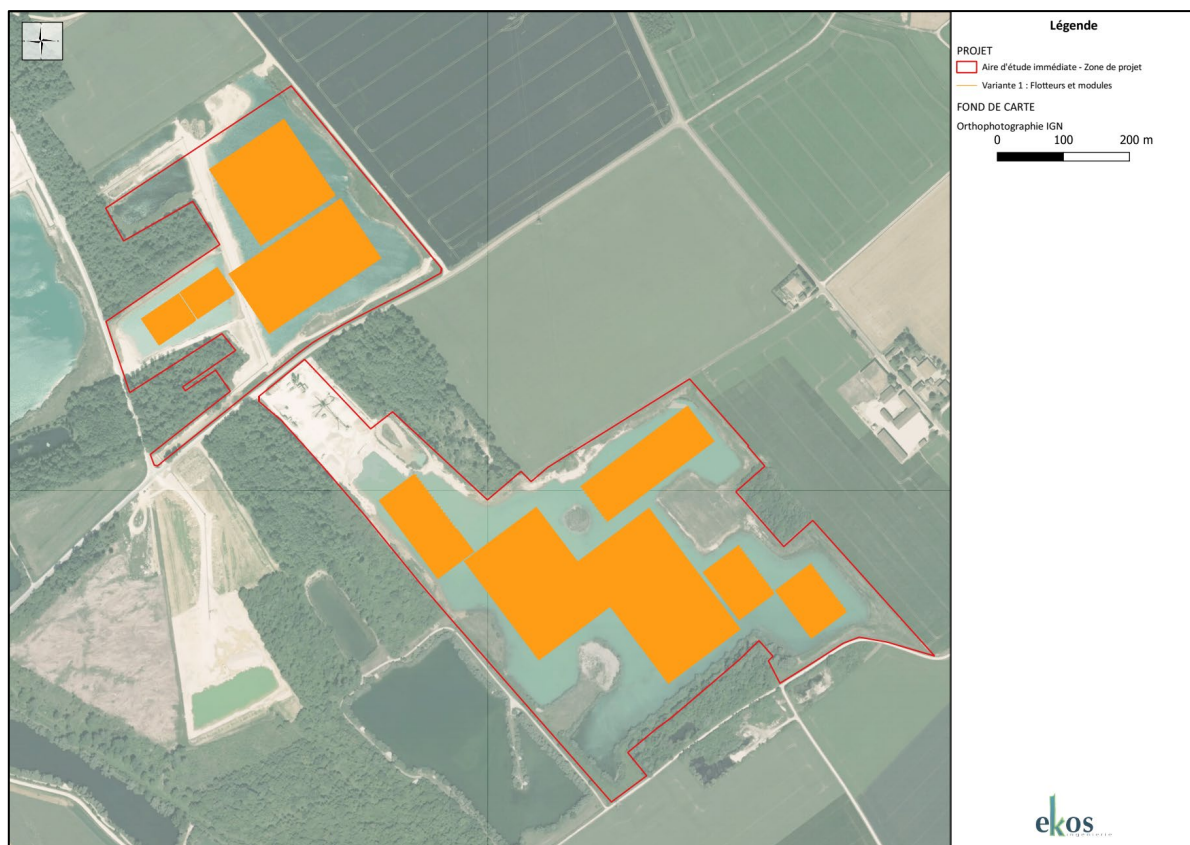 Légende
PROJET
Aire d'étude immédiate - Zone de projet
Variante 1 : Flotteurs et modules
FOND DE CARTE
Orthophotographie IGN
0 100 200 m
ekos
ingénierie